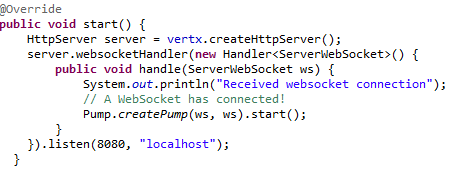 @Override
public void start() {
    HttpServer server = vertx.createHttpServer();
    server.websocketHandler(new Handler<ServerWebSocket>() {
        public void handle(ServerWebSocket ws) {
            System.out.println("Received websocket connection");
            // A WebSocket has connected!
            Pump.createPump(ws, ws).start();
        }
    }).listen(8080, "localhost");
  }